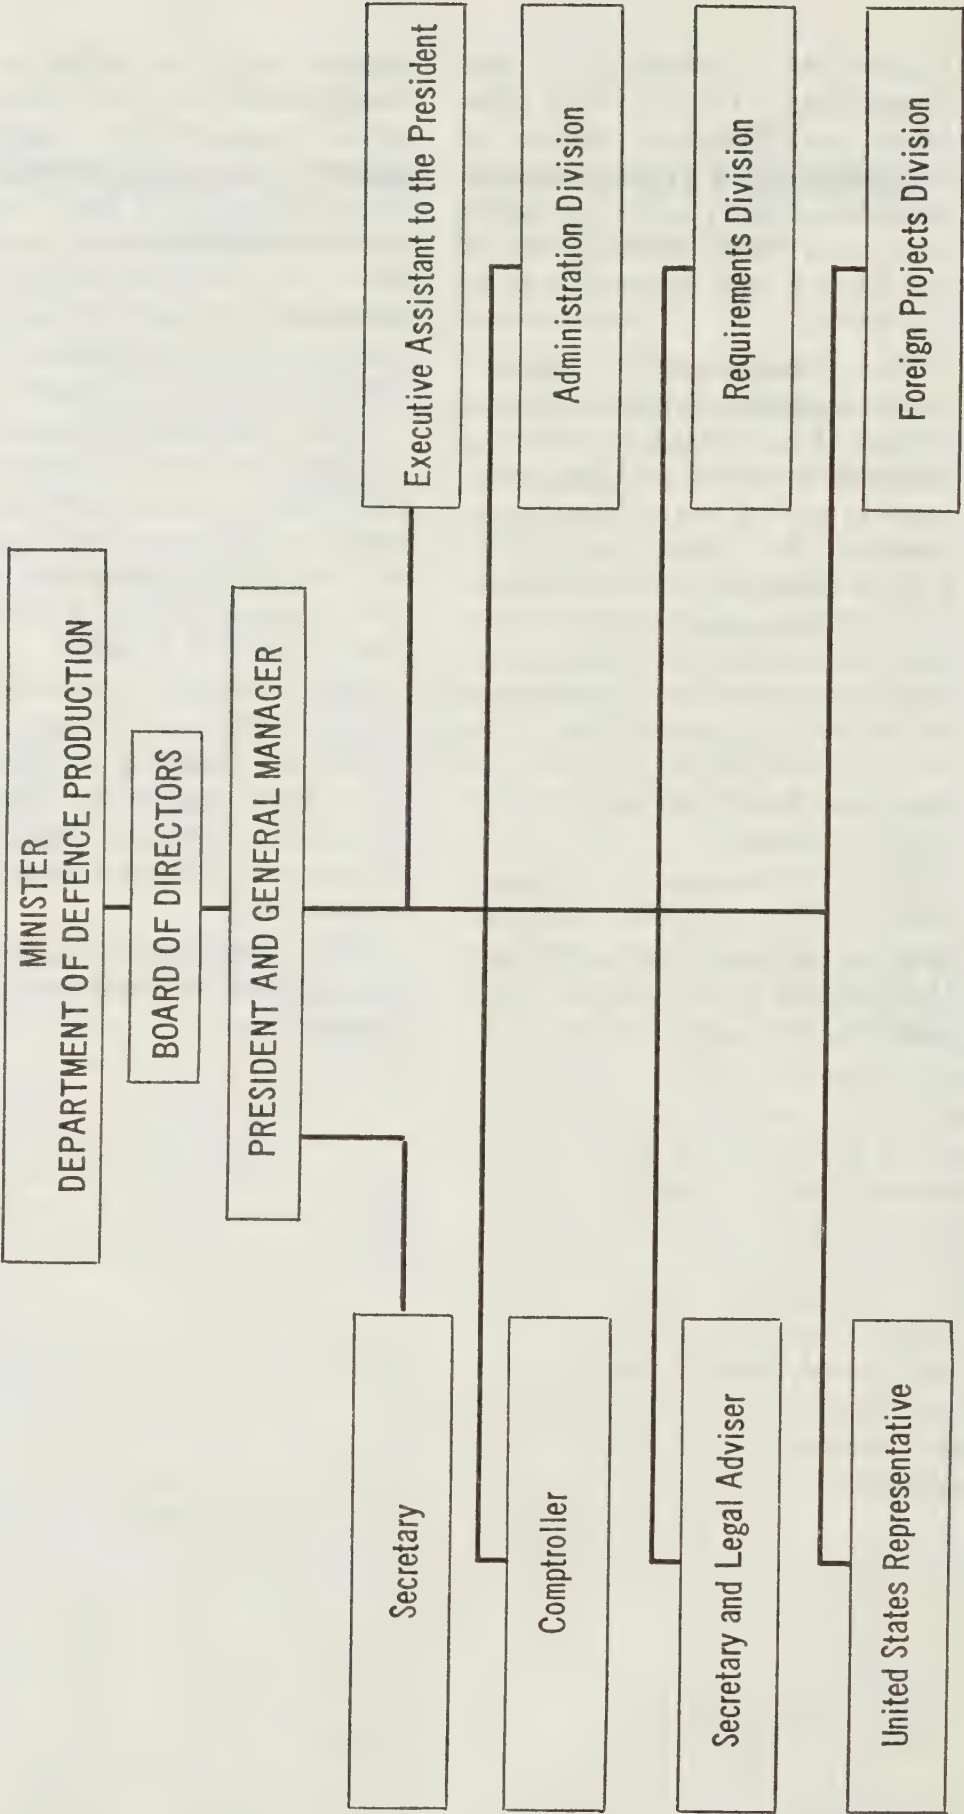 MINISTER
DEPARTMENT OF DEFENCE PRODUCTION
BOARD OF DIRECTORS
PRESIDENT AND GENERAL MANAGER
Secretary
Executive Assistant to the President
Comptroller
Administration Division
Secretary and Legal Adviser
Requirements Division
United States Representative
Foreign Projects Division